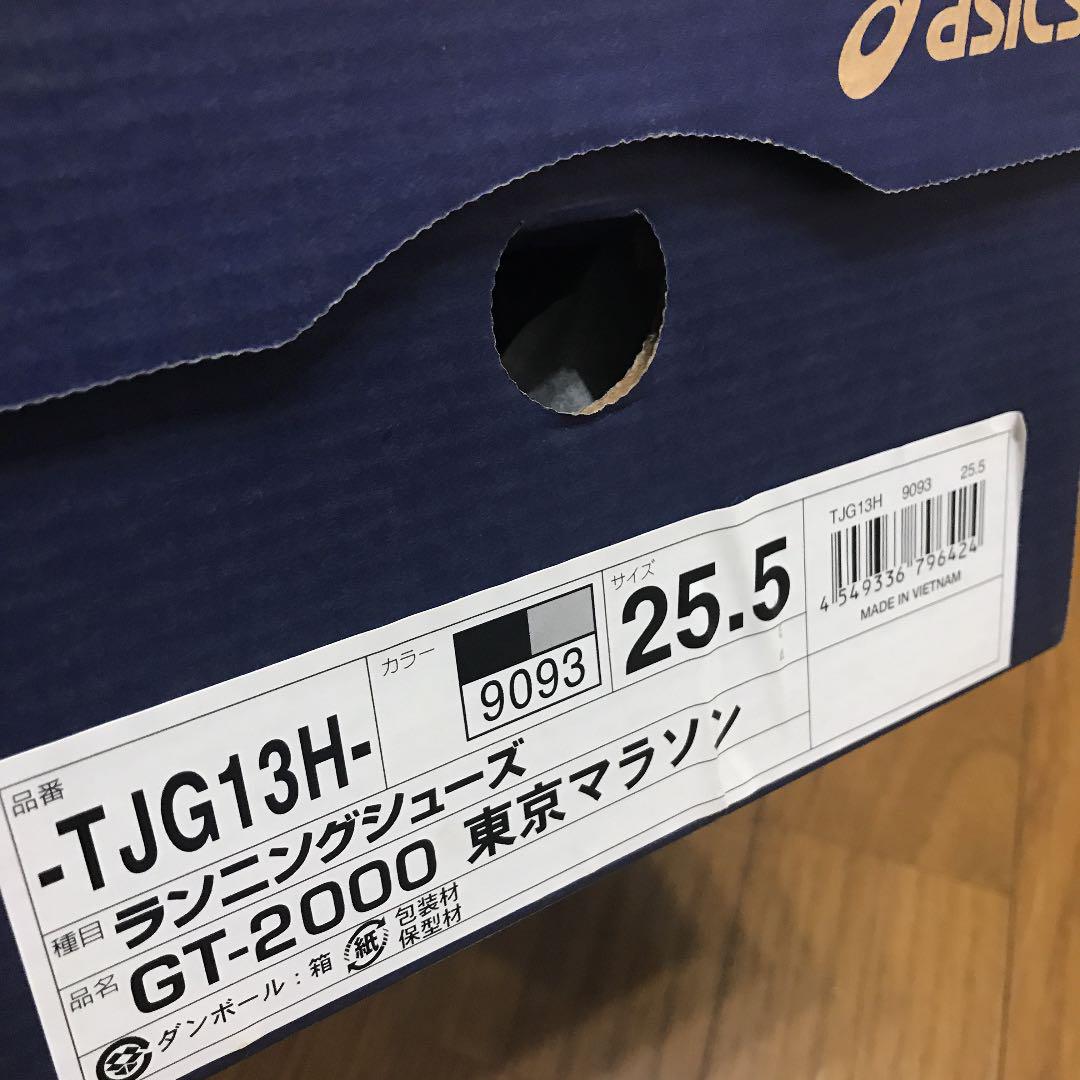 asics
TJG13H 9093 25.5
4 549336 796424
MADE IN VIETNAM
品番 -TJG13H-
カラー 9093
サイズ 25.5
種目 ランニングシューズ
品名 GT-2000 東京マラソン
ダンボール：箱 紙 包装材
保型材